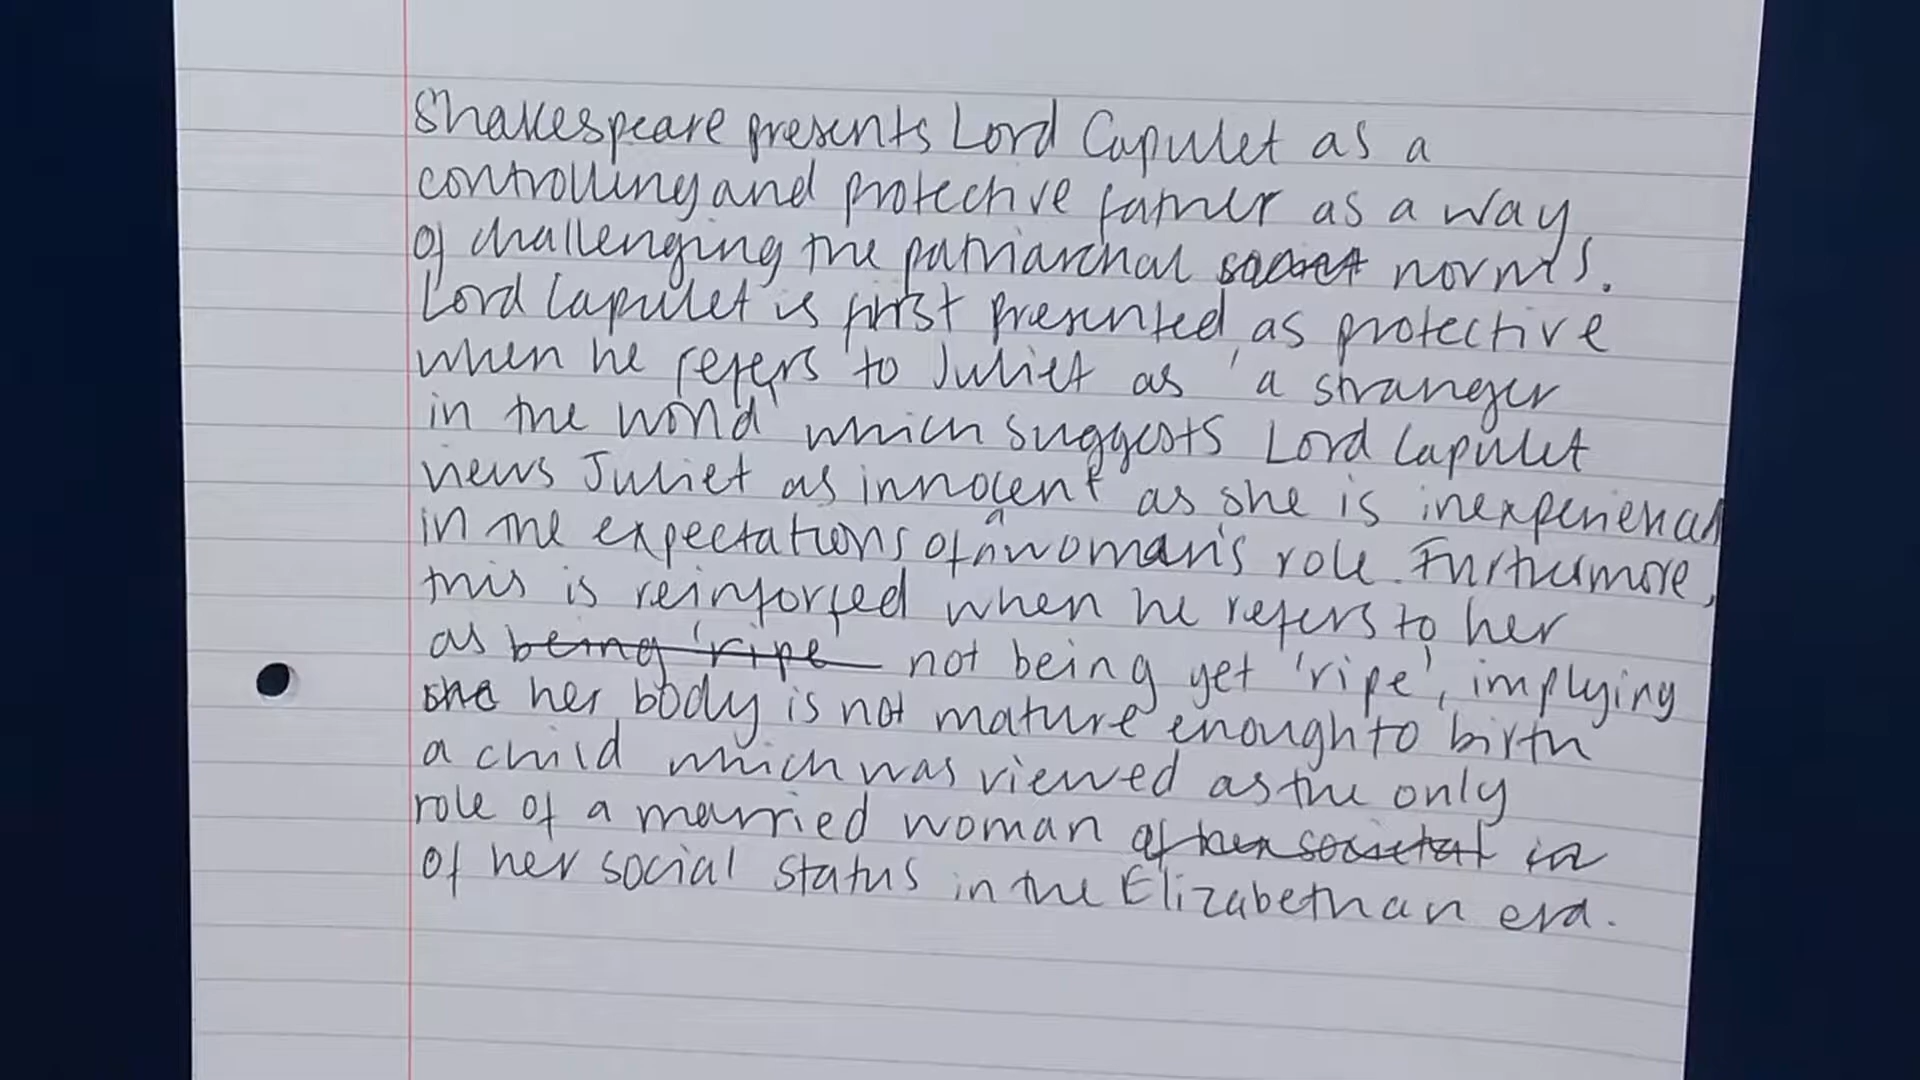 Shakespeare presents Lord Capulet as a
controlling and protective father as a way
of challenging the patriarchal norms.
Lord Capulet is first presented as protective
when he refers to Juliet as 'a stranger
in the world' which suggests Lord Capulet
views Juliet as innocent as she is inexperienced
in the expectations of a woman's role. Furthermore,
this is reinforced when he refers to her
as being 'ripe' not being yet 'ripe', implying
she her body is not mature enough to birth
a child which was viewed as the only
role of a married woman in
of her social status in the Elizabethan era.